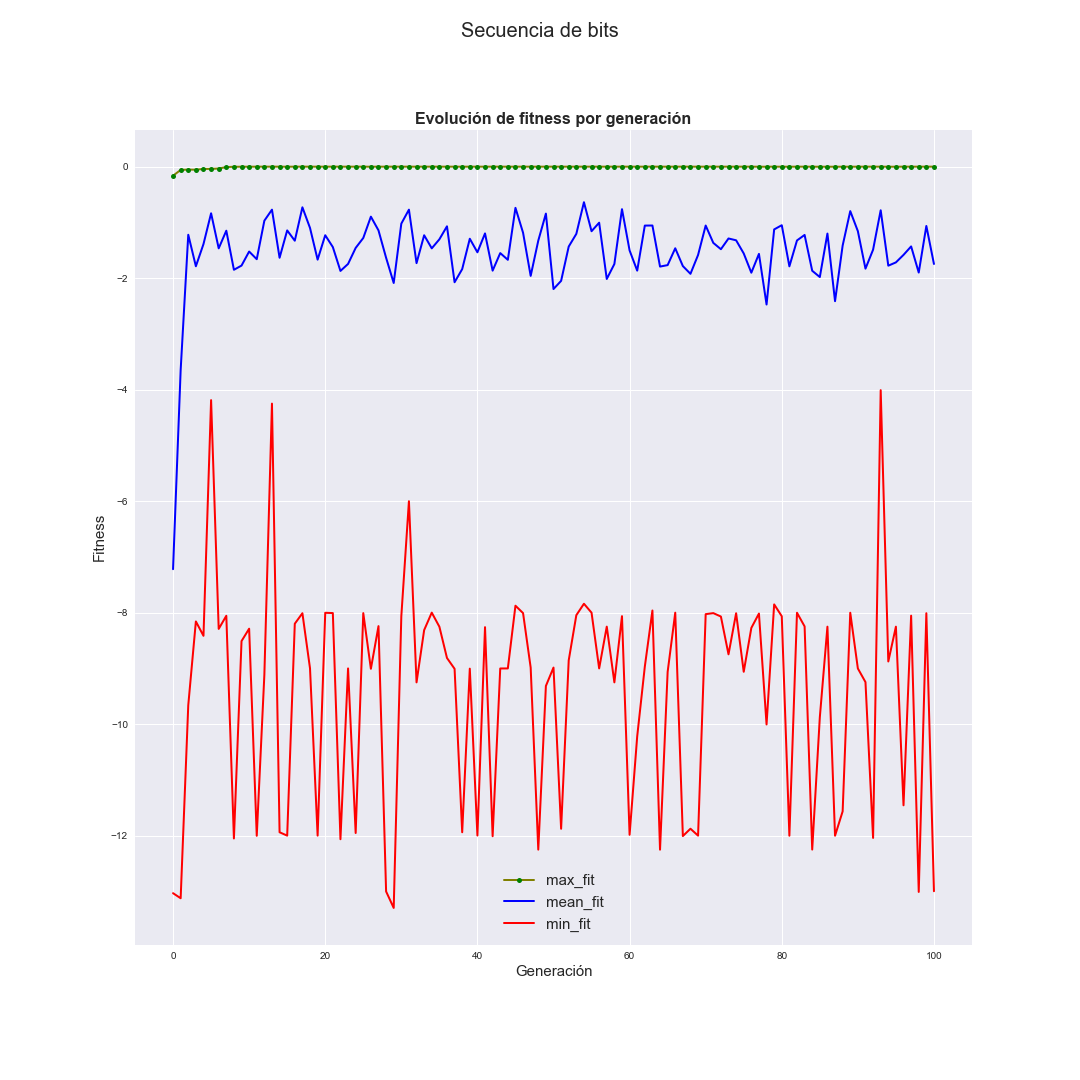 Secuencia de bits
Evolución de fitness por generación
0
−2
−4
−6
−8
−10
−12
Fitness
max_fit
mean_fit
min_fit
0 20 40 60 80 100
Generación